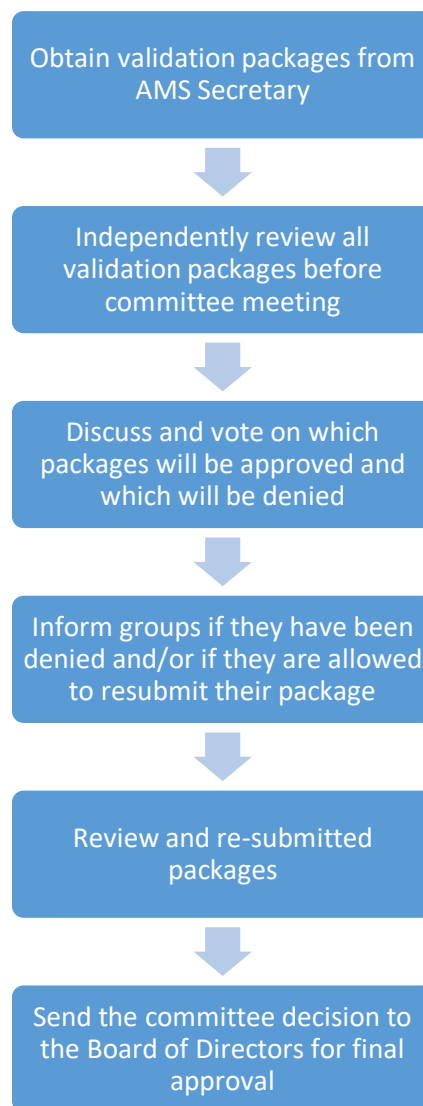 Obtain validation packages from
AMS Secretary
Independently review all
validation packages before
committee meeting
Discuss and vote on which
packages will be approved and
which will be denied
Inform groups if they have been
denied and/or if they are allowed
to resubmit their package
Review and re-submitted
packages
Send the committee decision to
the Board of Directors for final
approval